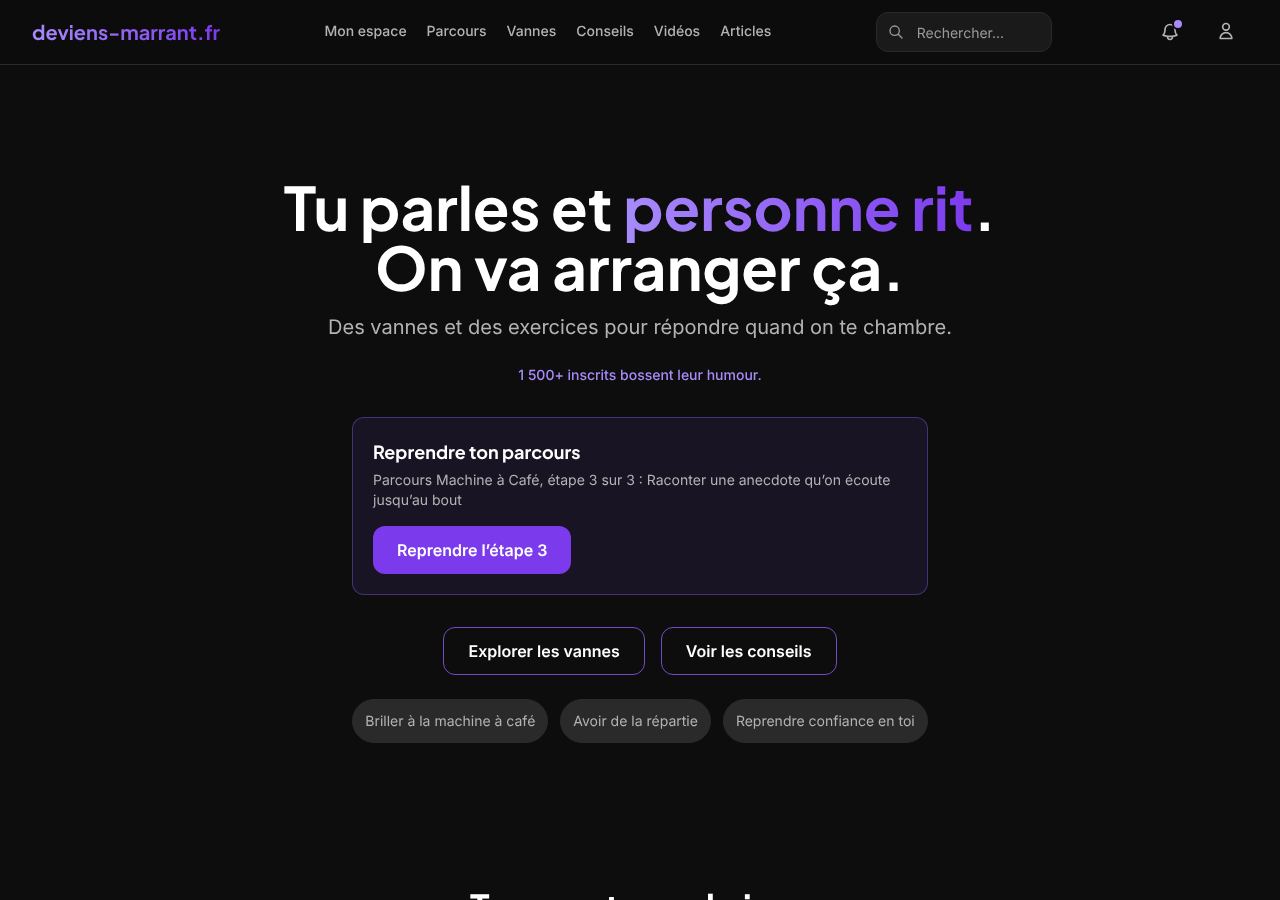 deviens-marrant.fr
Mon espace
Parcours
Vannes
Conseils
Vidéos
Articles
Rechercher...
Tu parles et personne rit.
On va arranger ça.
Des vannes et des exercices pour répondre quand on te chambre.
1 500+ inscrits bossent leur humour.
Reprendre ton parcours
Parcours Machine à Café, étape 3 sur 3 : Raconter une anecdote qu’on écoute
jusqu’au bout
Reprendre l’étape 3
Explorer les vannes
Voir les conseils
Briller à la machine à café
Avoir de la répartie
Reprendre confiance en toi